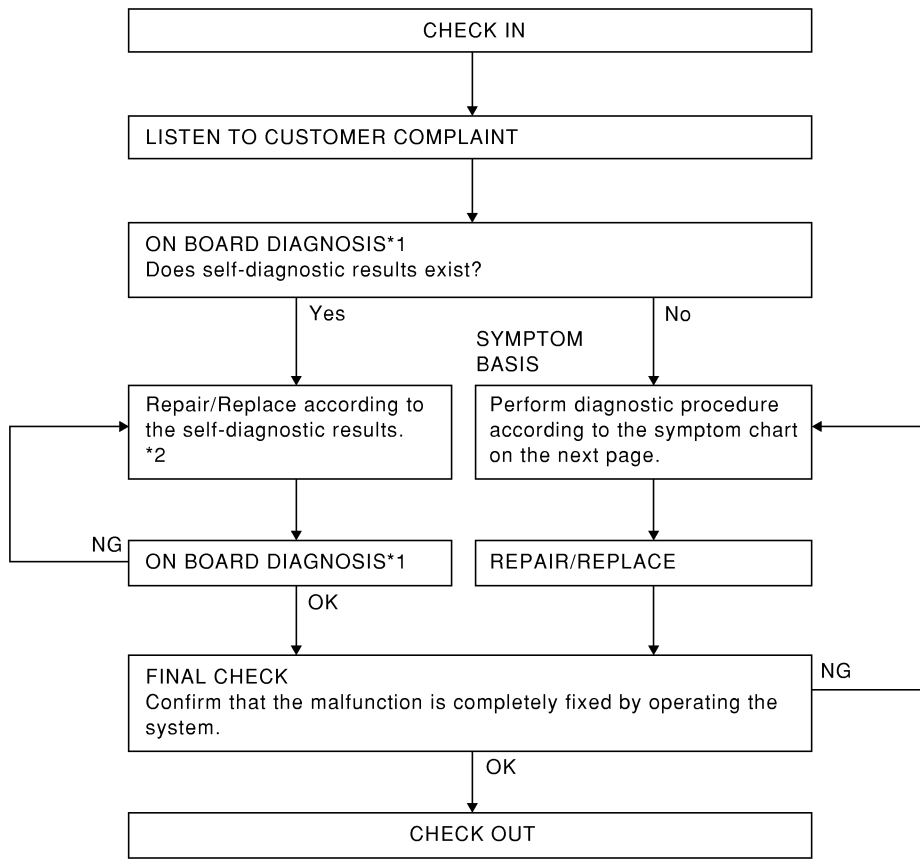 CHECK IN
LISTEN TO CUSTOMER COMPLAINT
ON BOARD DIAGNOSIS*1
Does self-diagnostic results exist?
Yes
No
SYMPTOM
BASIS
Repair/Replace according to
the self-diagnostic results.
*2
Perform diagnostic procedure
according to the symptom chart
on the next page.
NG
ON BOARD DIAGNOSIS*1
REPAIR/REPLACE
OK
FINAL CHECK
Confirm that the malfunction is completely fixed by operating the
system.
NG
OK
CHECK OUT